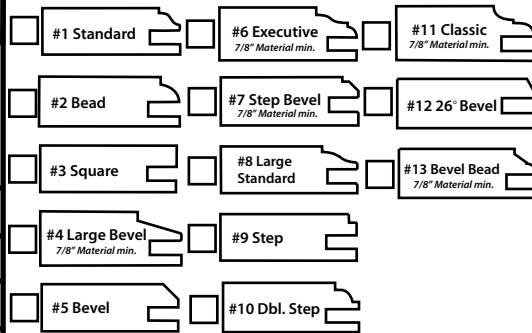 #1 Standard
#2 Bead
#3 Square
#4 Large Bevel
7/8" Material min.
#5 Bevel
#6 Executive
7/8" Material min.
#7 Step Bevel
7/8" Material min.
#8 Large
Standard
#9 Step
#10 Dbl. Step
#11 Classic
7/8" Material min.
#12 26° Bevel
#13 Bevel Bead
7/8" Material min.